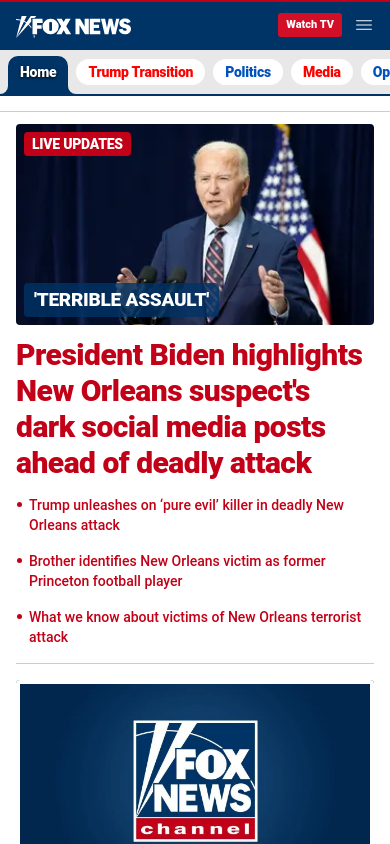 FOX NEWS
Watch TV
Home
Trump Transition
Politics
Media
Op
LIVE UPDATES
'TERRIBLE ASSAULT'
President Biden highlights
New Orleans suspect's
dark social media posts
ahead of deadly attack
• Trump unleashes on ‘pure evil’ killer in deadly New
Orleans attack
• Brother identifies New Orleans victim as former
Princeton football player
• What we know about victims of New Orleans terrorist
attack
FOX
NEWS
channel